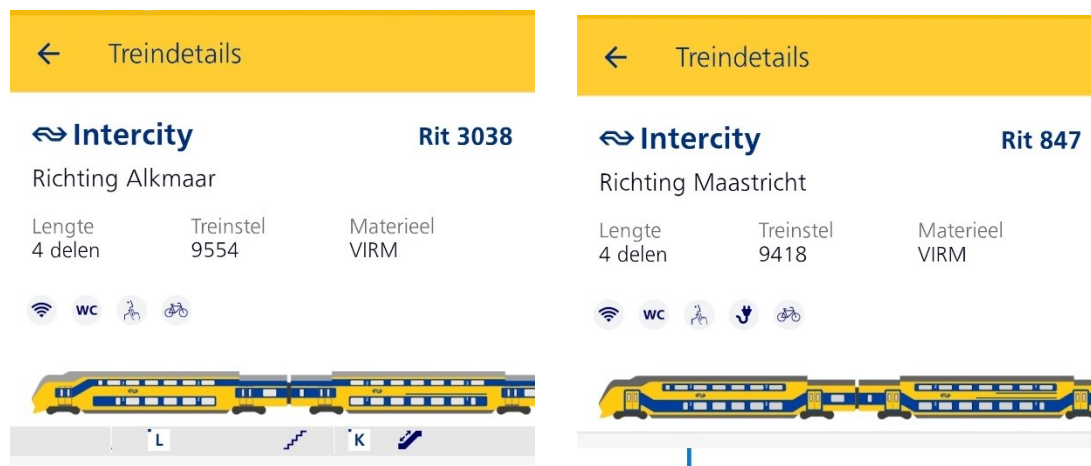 Treindetails
Intercity Rit 3038
Richting Alkmaar
Lengte Treinstel Materieel
4 delen 9554 VIRM
WC
L K
Treindetails
Intercity Rit 847
Richting Maastricht
Lengte Treinstel Materieel
4 delen 9418 VIRM
WC